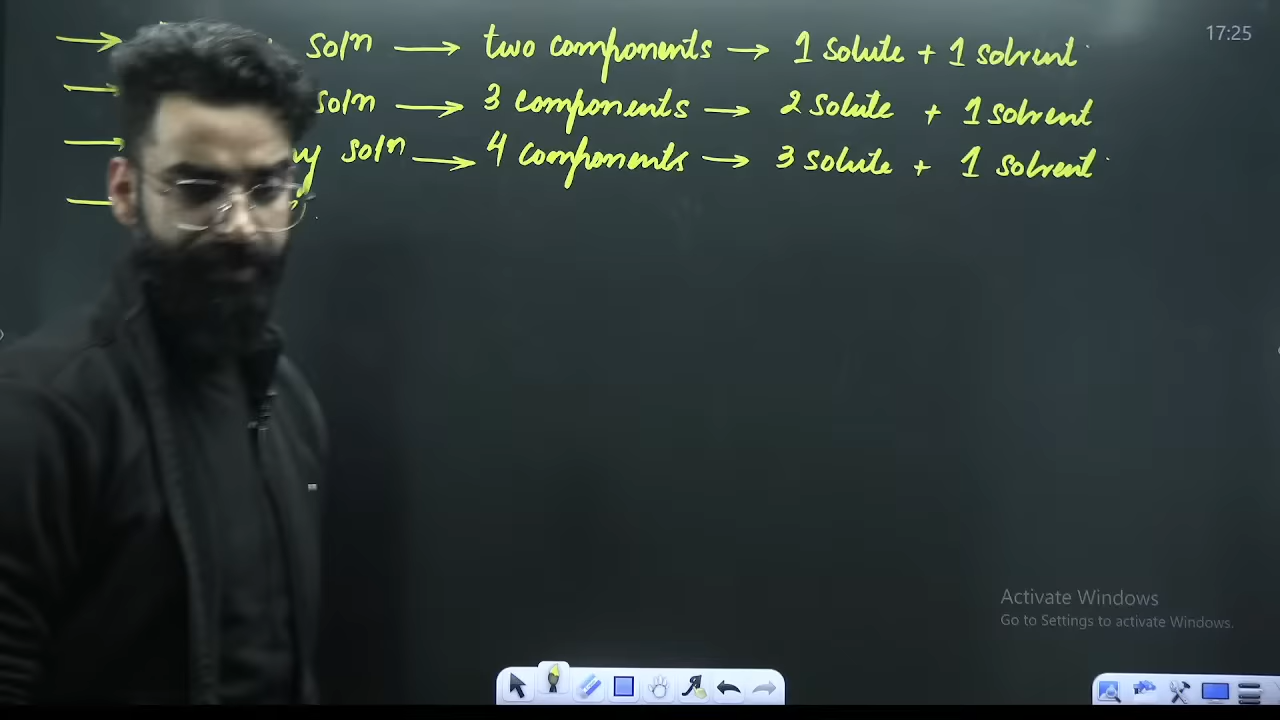 17:25
→ soln → two components → 1 solute + 1 solvent
→ soln → 3 components → 2 solute + 1 solvent
→ soln → 4 components → 3 solute + 1 solvent
Activate Windows
Go to Settings to activate Windows.